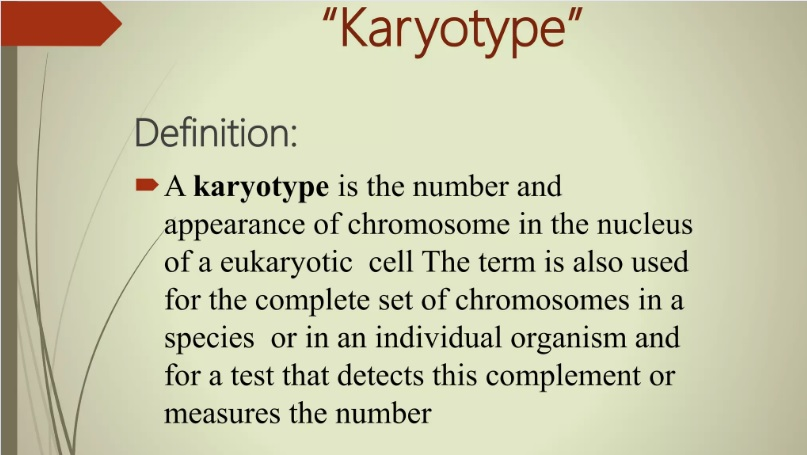 “Karyotype”
Definition:
A karyotype is the number and
appearance of chromosome in the nucleus
of a eukaryotic  cell The term is also used
for the complete set of chromosomes in a
species  or in an individual organism and
for a test that detects this complement or
measures the number